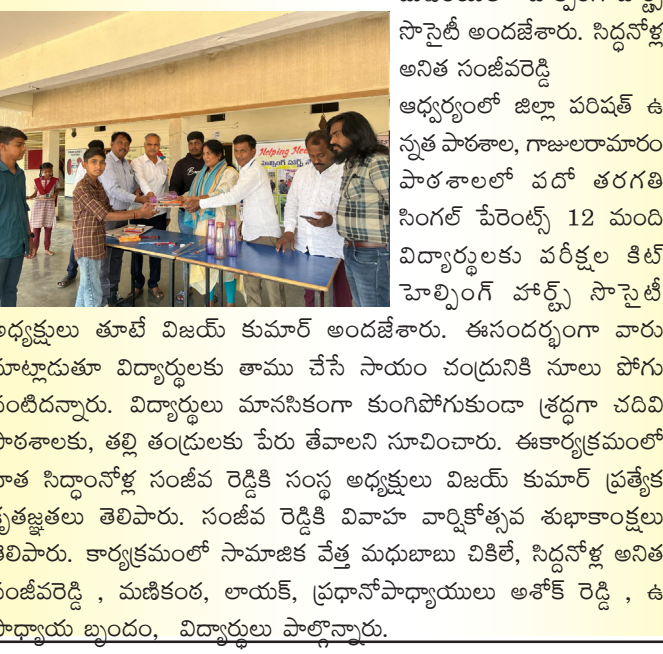 సొసైటీ అందజేశారు. సిద్ధనోళ్ల
అనిత సంజీవరెడ్డి
ఆధ్వర్యంలో జిల్లా పరిషత్ ఉ
న్నత పాఠశాల, గాజులరామారం
పాఠశాలలో పదో తరగతి
సింగల్ పేరెంట్స్ 12 మంది
విద్యార్థులకు పరీక్షల కిట్
హెల్పింగ్ హార్ట్స్ సొసైటీ
అధ్యక్షులు తూటే విజయ్ కుమార్ అందజేశారు. ఈసందర్భంగా వారు
మాట్లాడుతూ విద్యార్థులకు తాము చేసే సాయం చంద్రునికి నూలు పోగు
వంటిదన్నారు. విద్యార్థులు మానసికంగా కుంగిపోగుకుండా శ్రద్ధగా చదివి
పాఠశాలకు, తల్లి తండ్రులకు పేరు తేవాలని సూచించారు. ఈకార్యక్రమంలో
దాత సిద్ధాంనోళ్ల సంజీవ రెడ్డికి సంస్థ అధ్యక్షులు విజయ్ కుమార్ ప్రత్యేక
కృతజ్ఞతలు తెలిపారు. సంజీవ రెడ్డికి వివాహ వార్షికోత్సవ శుభాకాంక్షలు
తెలిపారు. కార్యక్రమంలో సామాజిక వేత్త మధుబాబు చికిలే, సిద్దనోళ్ల అనిత
సంజీవరెడ్డి , మణికంఠ, లాయక్, ప్రధానోపాధ్యాయులు అశోక్ రెడ్డి , ఉ
పాధ్యాయ బృందం, విద్యార్థులు పాల్గొన్నారు.
Helping